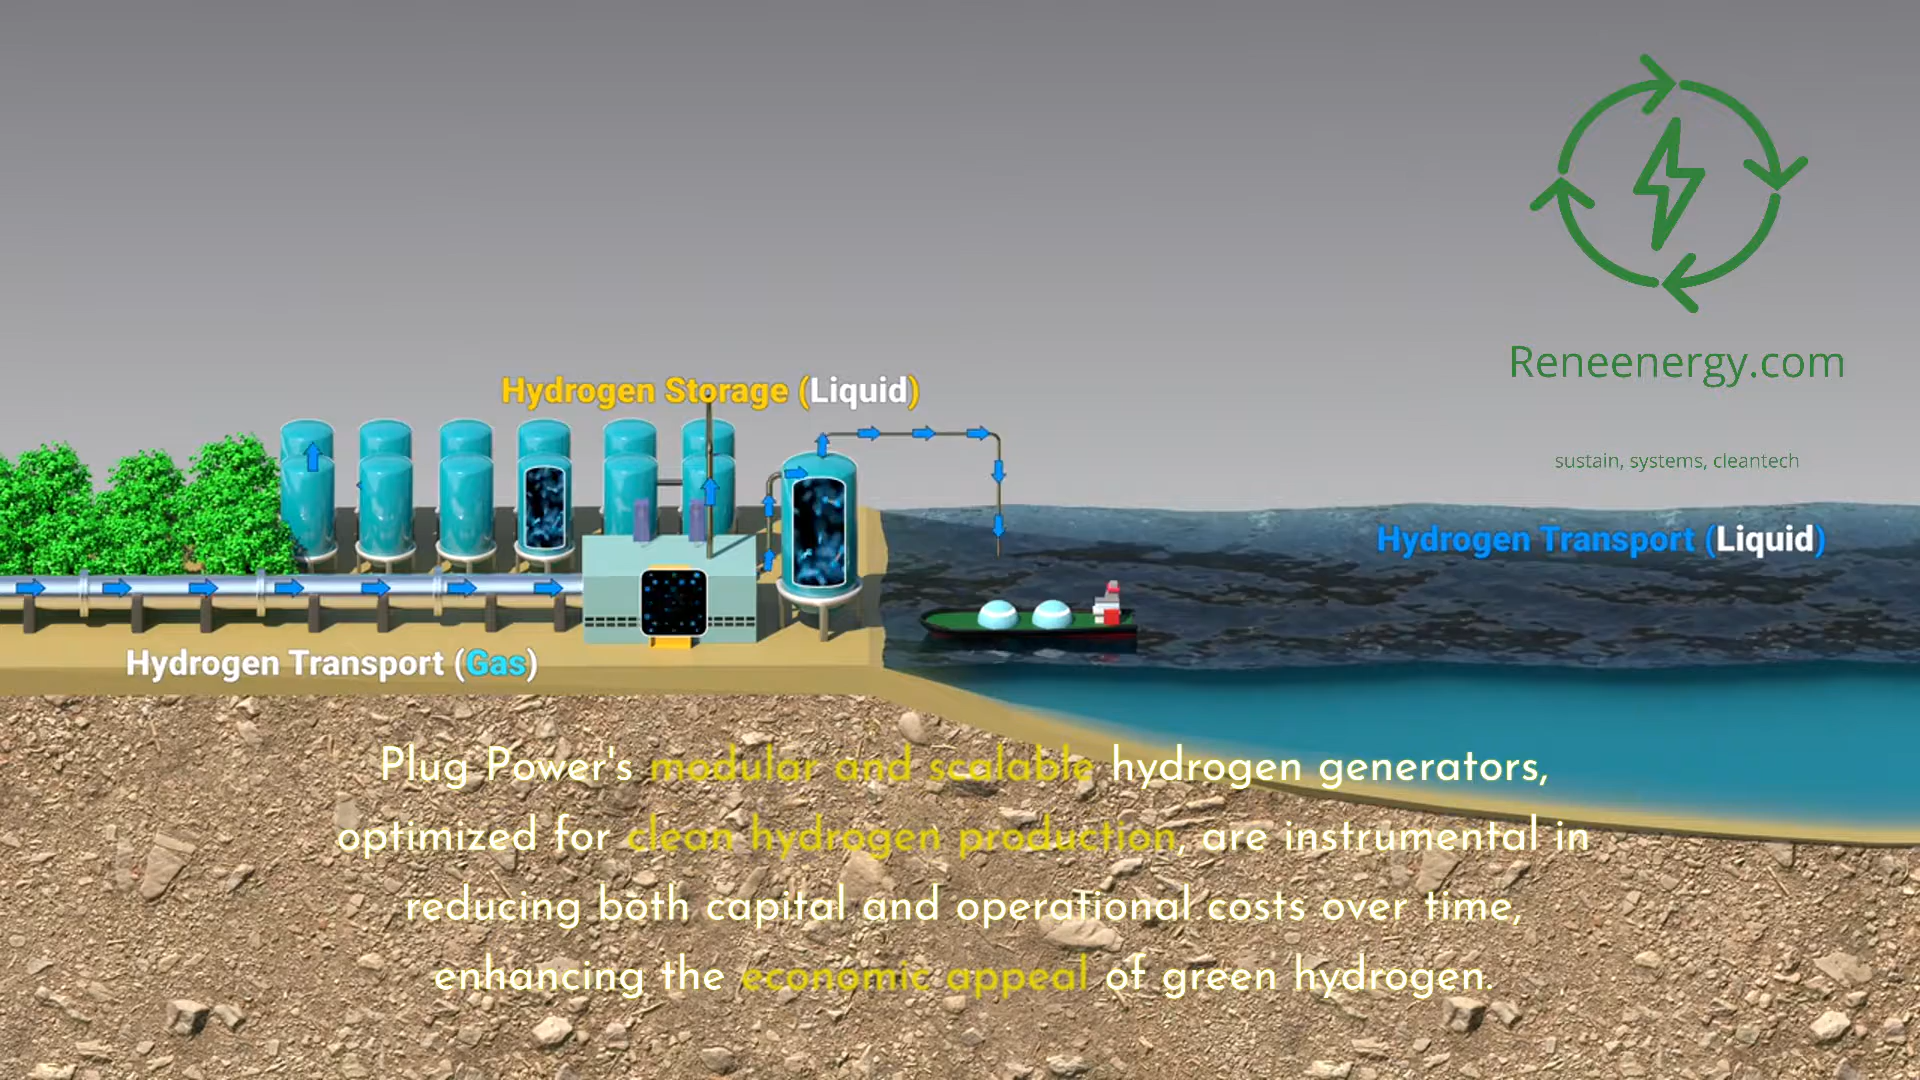 Reneenergy.com
sustain, systems, cleantech
Hydrogen Storage (Liquid)
Hydrogen Transport (Liquid)
Hydrogen Transport (Gas)
Plug Power's modular and scalable hydrogen generators,
optimized for clean hydrogen production, are instrumental in
reducing both capital and operational costs over time,
enhancing the economic appeal of green hydrogen.